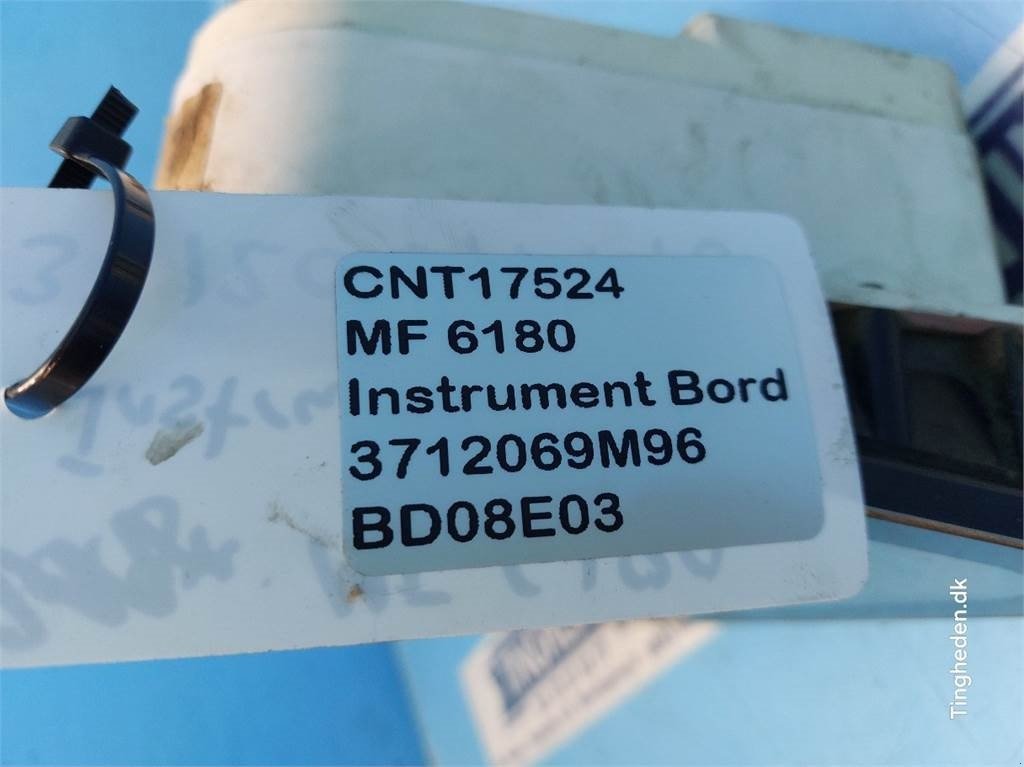 CNT17524
MF 6180
Instrument Bord
3712069M96
BD08E03
Tingheden.dk